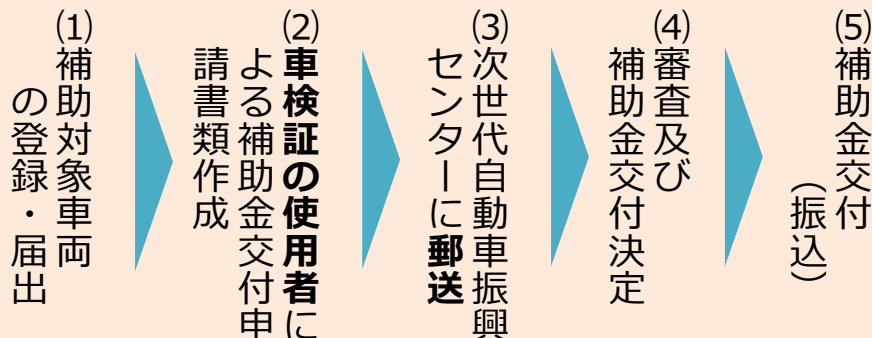 ⑴補助対象車両
の登録・届出
⑵車検証の使用者に
よる補助金交付申
請書類作成
⑶次世代自動車振興
センターに郵送
⑷審査及び
補助金交付決定
⑸補助金交付
（振込）